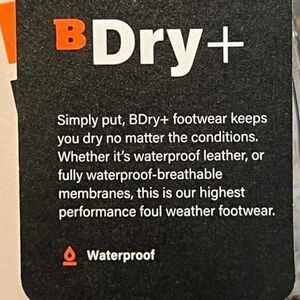 BDry+
Simply put, BDry+ footwear keeps
you dry no matter the conditions.
Whether it's waterproof leather, or
fully waterproof-breathable
membranes, this is our highest
performance foul weather footwear.
Waterproof